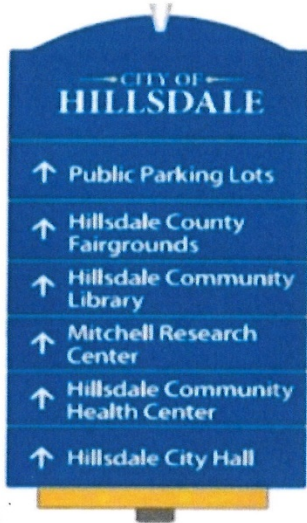 CITY OF
HILLSDALE
Public Parking Lots
Hillsdale County
Fairgrounds
Hillsdale Community
Library
Mitchell Research
Center
Hillsdale Community
Health Center
Hillsdale City Hall